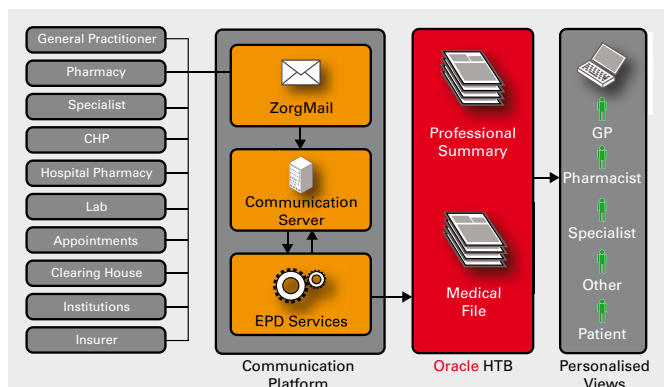 General Practitioner
Pharmacy
Specialist
CHP
Hospital Pharmacy
Lab
Appointments
Clearing House
Institutions
Insurer
ZorgMail
Communication
Server
EPD Services
Communication
Platform
Professional
Summary
Medical
File
Oracle HTB
GP
Pharmacist
Specialist
Other
Patient
Personalised
Views